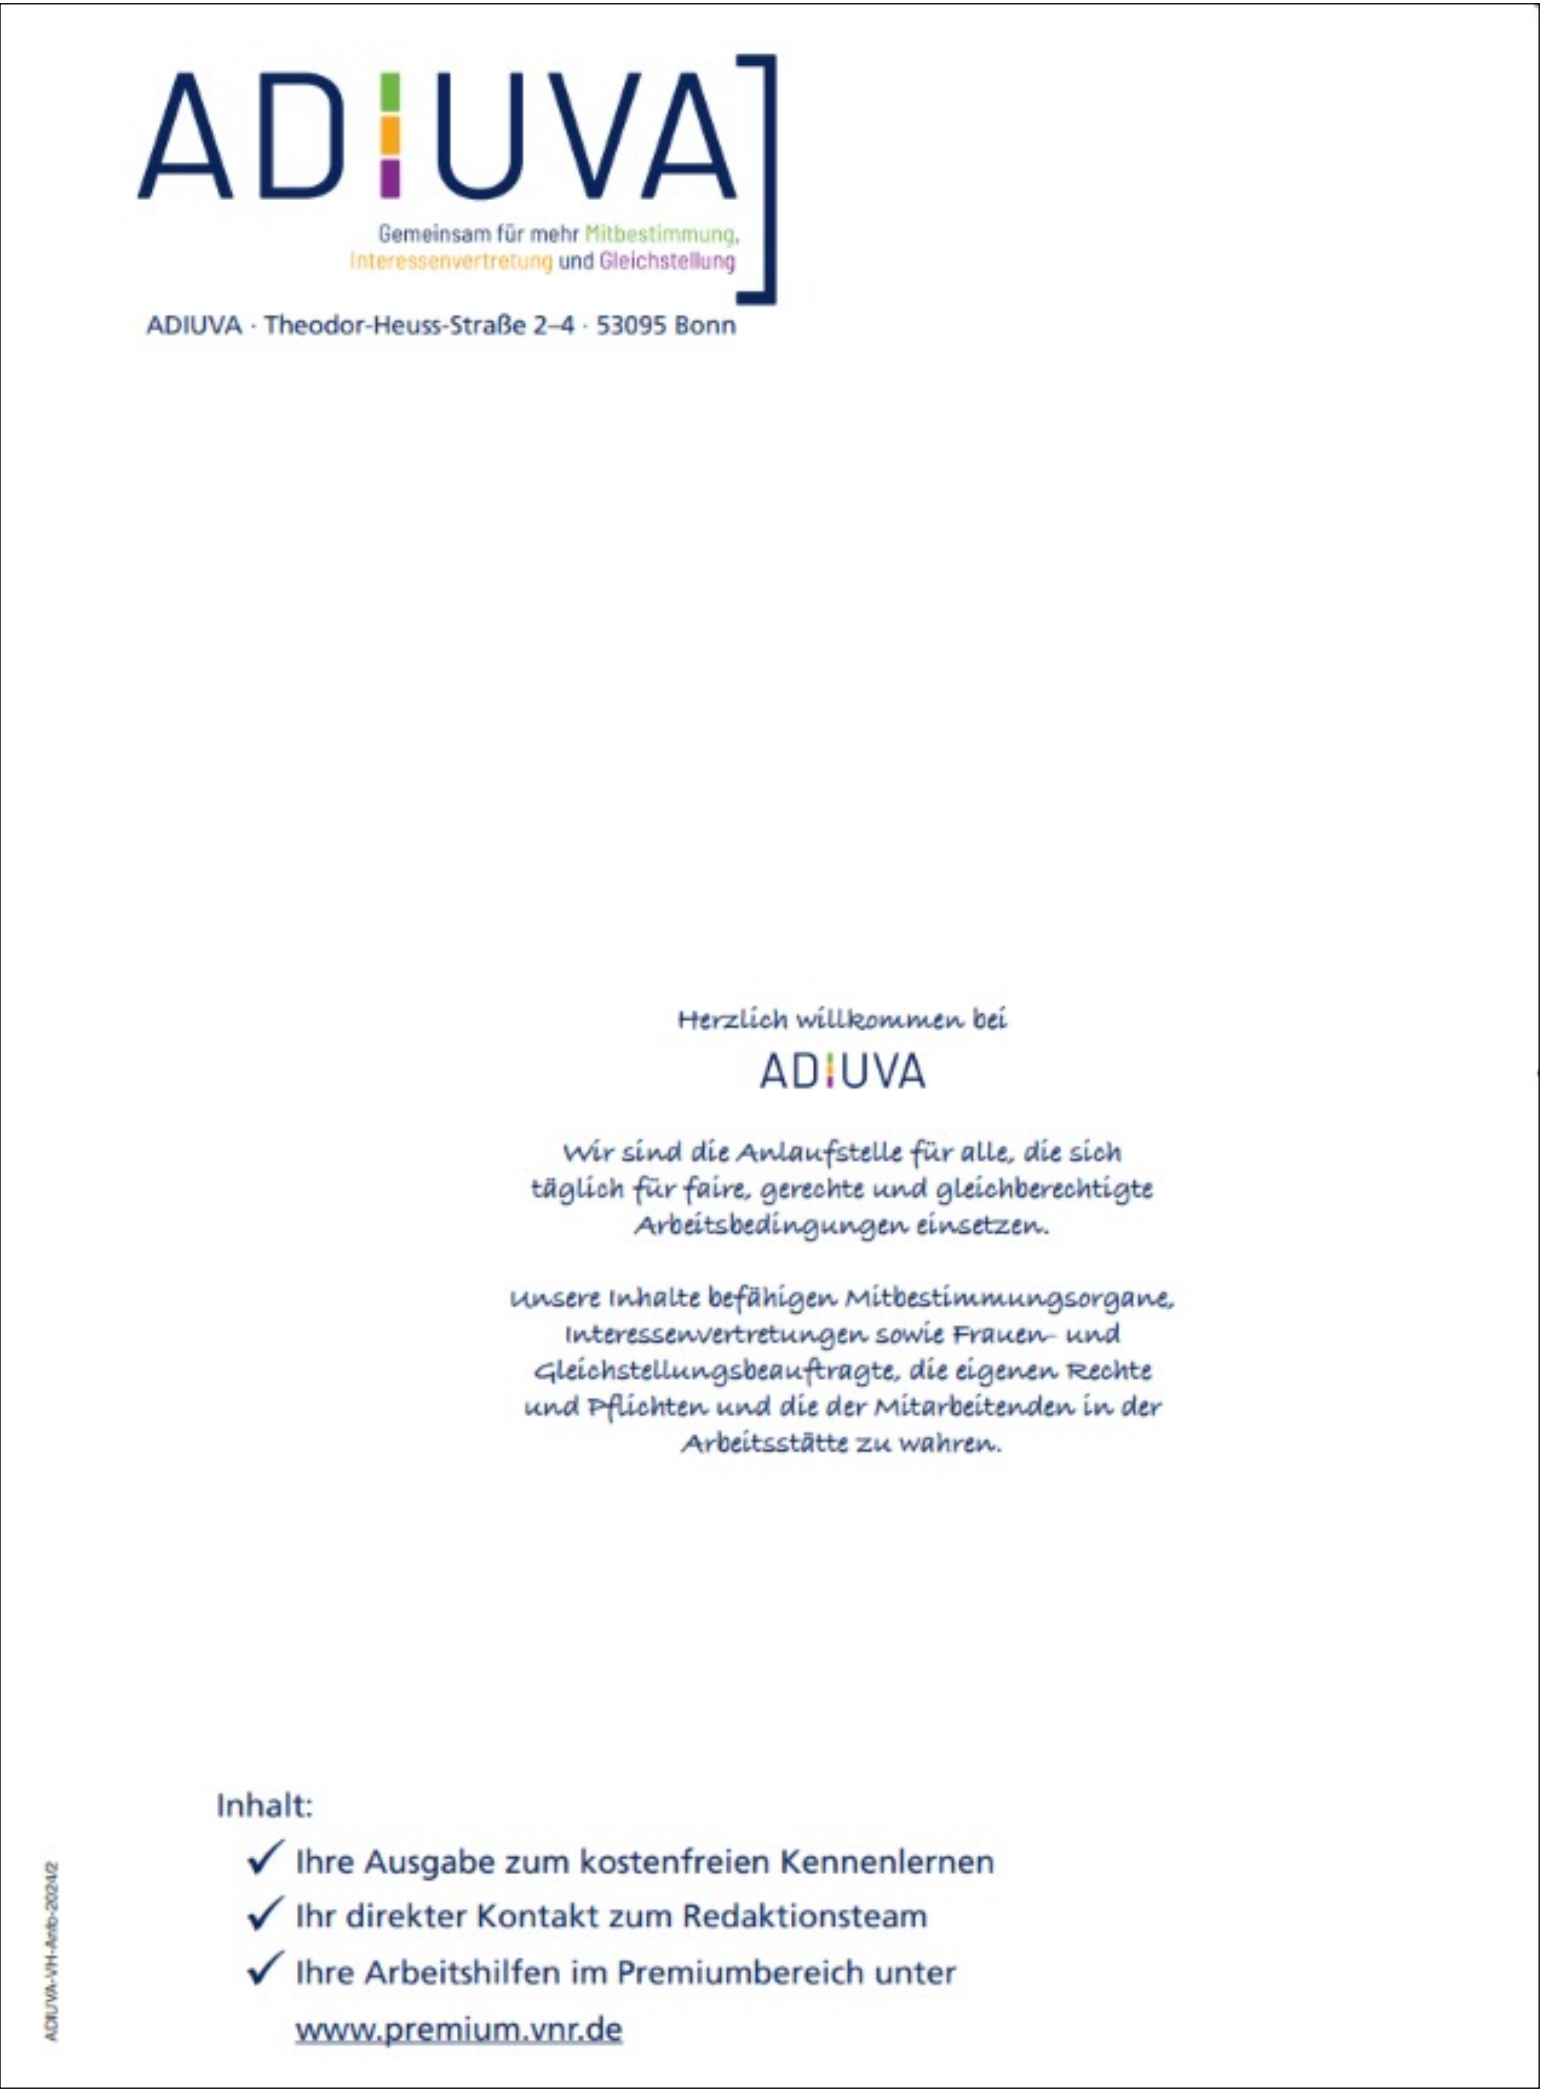 ADIUVA
Gemeinsam für mehr Mitbestimmung,
Interessenvertretung und Gleichstellung
ADIUVA · Theodor-Heuss-Straße 2–4 · 53095 Bonn
Herzlich willkommen bei
ADIUVA
Wir sind die Anlaufstelle für alle, die sich
täglich für faire, gerechte und gleichberechtigte
Arbeitsbedingungen einsetzen.
Unsere Inhalte befähigen Mitbestimmungsorgane,
Interessenvertretungen sowie Frauen- und
Gleichstellungsbeauftragte, die eigenen Rechte
und Pflichten und die der Mitarbeitenden in der
Arbeitsstätte zu wahren.
Inhalt:
✓ Ihre Ausgabe zum kostenfreien Kennenlernen
✓ Ihr direkter Kontakt zum Redaktionsteam
✓ Ihre Arbeitshilfen im Premiumbereich unter
www.premium.vnr.de